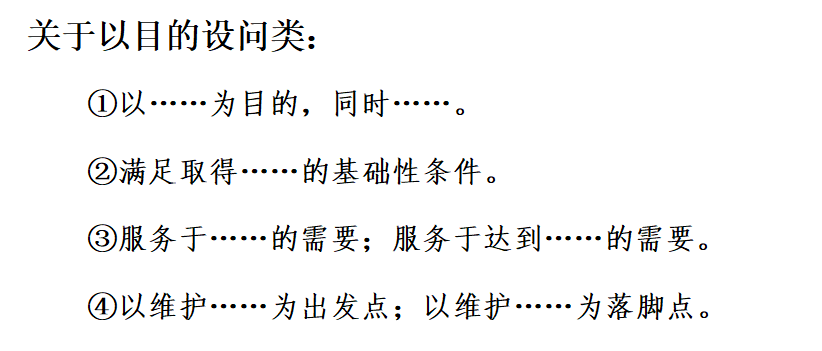 关于以目的设问类：
①以……为目的，同时……。
②满足取得……的基础性条件。
③服务于……的需要；服务于达到……的需要。
④以维护……为出发点；以维护……为落脚点。